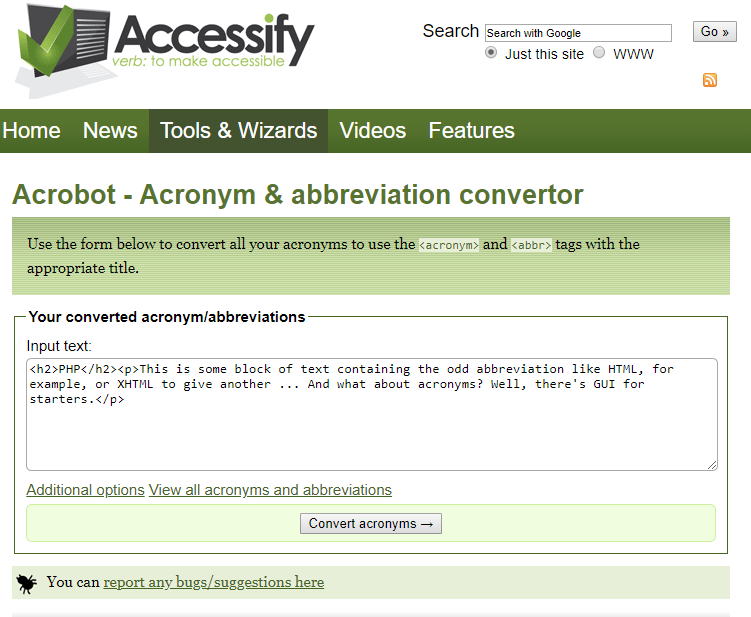 Accessify
verb: to make accessible
Search Search with Google Go »
Just this site WWW
Home News Tools & Wizards Videos Features
Acrobot - Acronym & abbreviation convertor
Use the form below to convert all your acronyms to use the <acronym> and <abbr> tags with the
appropriate title.
Your converted acronym/abbreviations
Input text:
<h2>PHP</h2><p>This is some block of text containing the odd abbreviation like HTML, for
example, or XHTML to give another ... And what about acronyms? Well, there's GUI for
starters.</p>
Additional options View all acronyms and abbreviations
Convert acronyms →
You can report any bugs/suggestions here